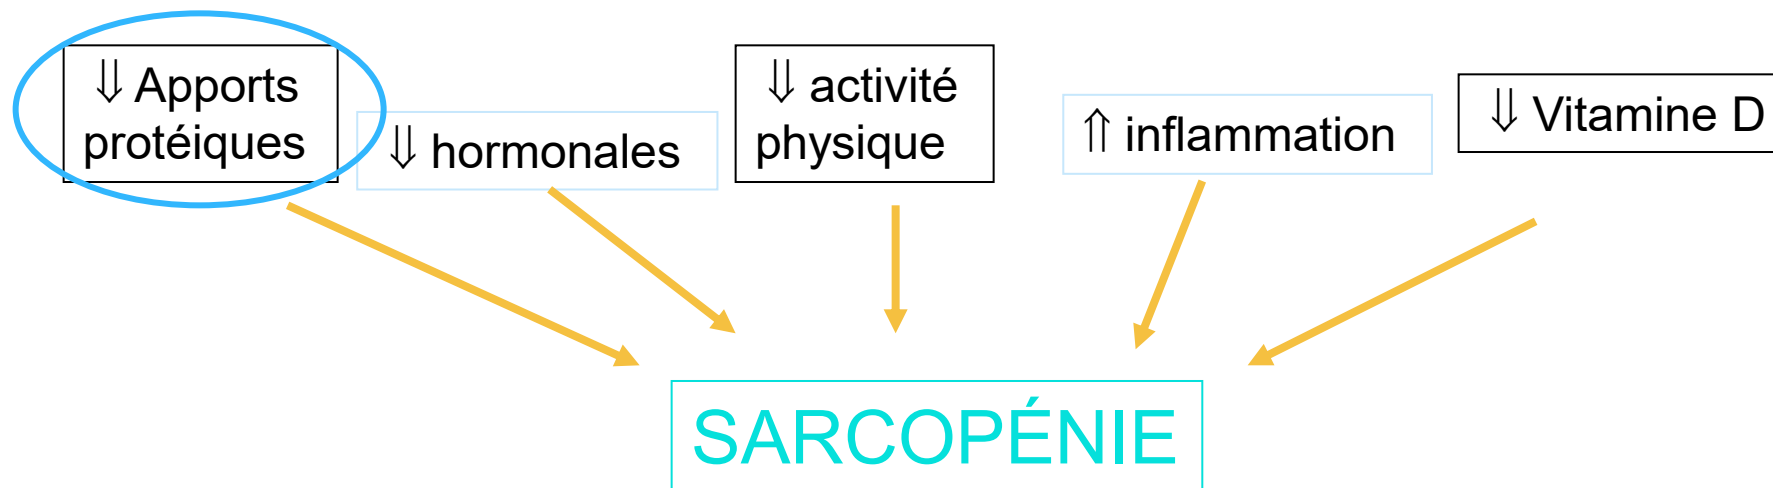 ⇓ Apports
protéiques
⇓ hormonales
⇓ activité
physique
⇑ inflammation
⇓ Vitamine D
SARCOPÉNIE